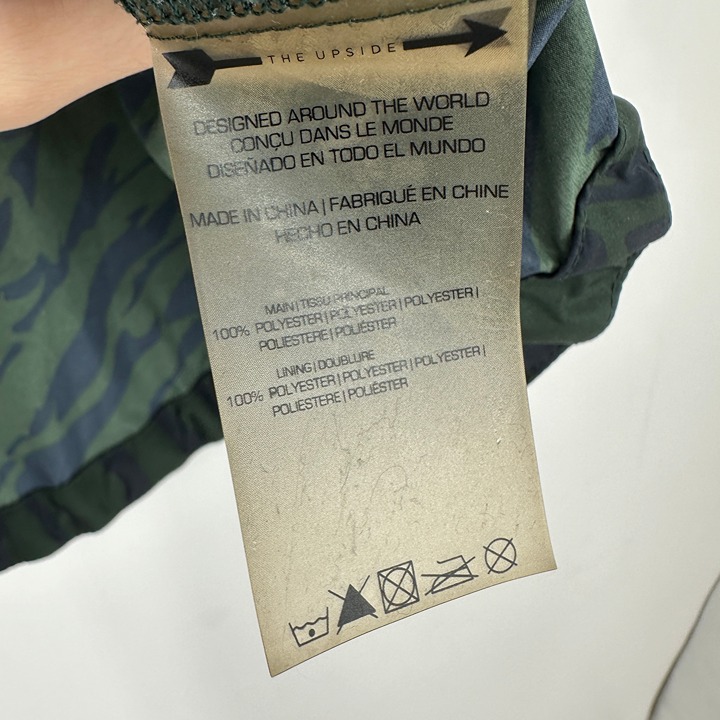 THE UPSIDE
DESIGNED AROUND THE WORLD
CONÇU DANS LE MONDE
DISEÑADO EN TODO EL MUNDO
MADE IN CHINA | FABRIQUÉ EN CHINE
HECHO EN CHINA
MAIN | TISSU PRINCIPAL
100% POLYESTER | POLYESTER | POLYESTER |
POLIESTERE | POLIÉSTER
LINING | DOUBLURE
100% POLYESTER | POLYESTER | POLYESTER |
POLIESTERE | POLIÉSTER